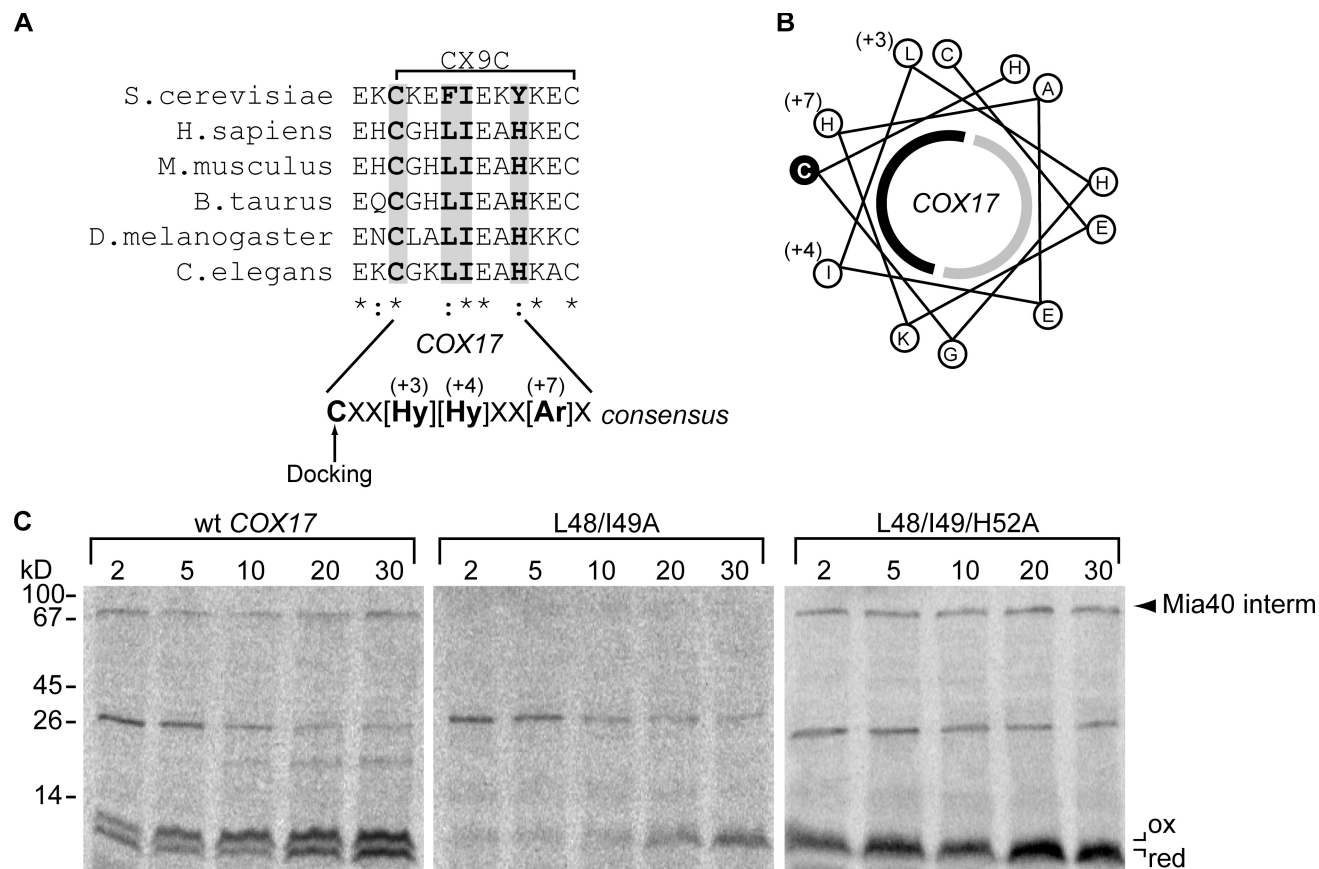 A
CX9C
S.cerevisiae EKCKEFIEKYKEC
H.sapiens EHCGHLIEAHKEC
M.musculus EHCGHLIEAHKEC
B.taurus EQCGHLIEAHKEC
D.melanogaster ENCLALIEAHKKC
C.elegans EKCGKLIEAHKAC
*:* :** :* *
COX17
(+3) (+4) (+7)
CXX[Hy][Hy]XX[Ar]X consensus
Docking
B
(+3) L C H
A
(+7) H
C
H
COX17
E
(+4) I
E
K G
C
wt COX17 L48/I49A L48/I49/H52A
kD 2 5 10 20 30 2 5 10 20 30 2 5 10 20 30
100-
67-
Mia40 interm
45-
26-
14-
ox
red